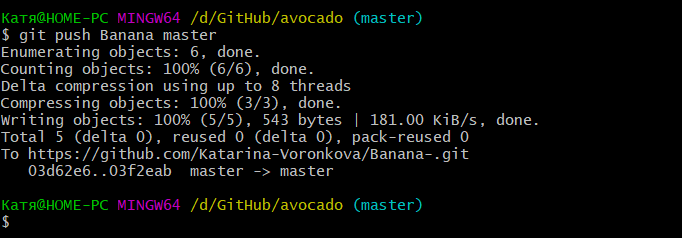 Катя@HOME-PC MINGW64 /d/GitHub/avocado (master)
$ git push Banana master
Enumerating objects: 6, done.
Counting objects: 100% (6/6), done.
Delta compression using up to 8 threads
Compressing objects: 100% (3/3), done.
Writing objects: 100% (5/5), 543 bytes | 181.00 KiB/s, done.
Total 5 (delta 0), reused 0 (delta 0), pack-reused 0
To https://github.com/Katarina-Voronkova/Banana-.git
   03d62e6..03f2eab  master -> master
Катя@HOME-PC MINGW64 /d/GitHub/avocado (master)
$